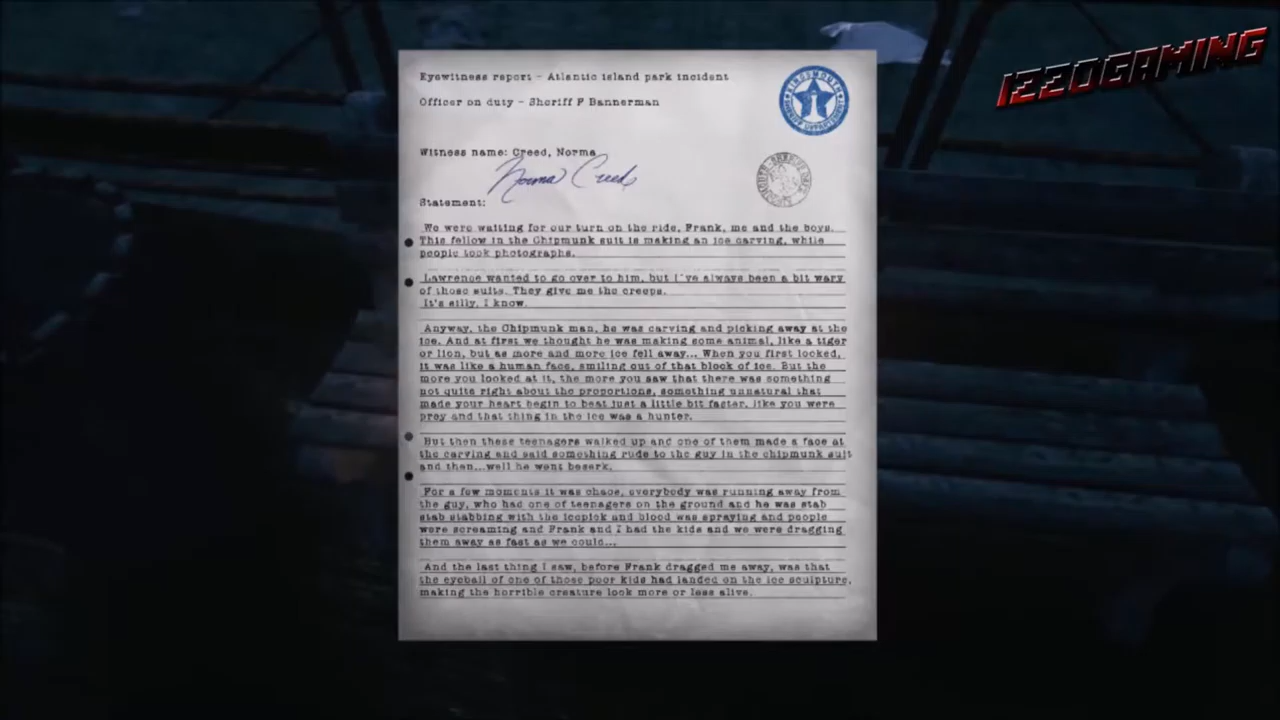 IZZOGAMING
Eyewitness report - Atlantic island park incident
Officer on duty - Sheriff F Bannerman
Witness name: Creed, Norma
Norma Creed
Statement:
We were waiting for our turn on the ride, Frank, me and the boys.
This fellow in the Chipmunk suit is making an ice carving, while
people took photographs.
Lawrence wanted to go over to him, but I've always been a bit wary
of those suits. They give me the creeps.
It's silly, I know.
Anyway, the Chipmunk man, he was carving and picking away at the
ice. And at first we thought he was making some animal, like a tiger
or lion, but as more and more ice fell away... When you first looked,
it was like a human face, smiling out of that block of ice. But the
more you looked at it, the more you saw that there was something
not quite right about the proportions, something unnatural that
made your heart begin to beat just a little bit faster, like you were
prey and that thing in the ice was a hunter.
But then these teenagers walked up and one of them made a face at
the carving and said something rude to the guy in the chipmunk suit
and then...well he went besark.
For a few moments it was chaos, everybody was running away from
the guy, who had one of teenagers on the ground and he was stab
stab stabbing with the icepick and blood was spraying and people
were screaming and Frank and I had the kids and we were dragging
them away as fast as we could...
And the last thing I saw, before Frank dragged me away, was that
the eyeball of one of those poor kids had landed on the ice sculpture,
making the horrible creature look more or less alive.